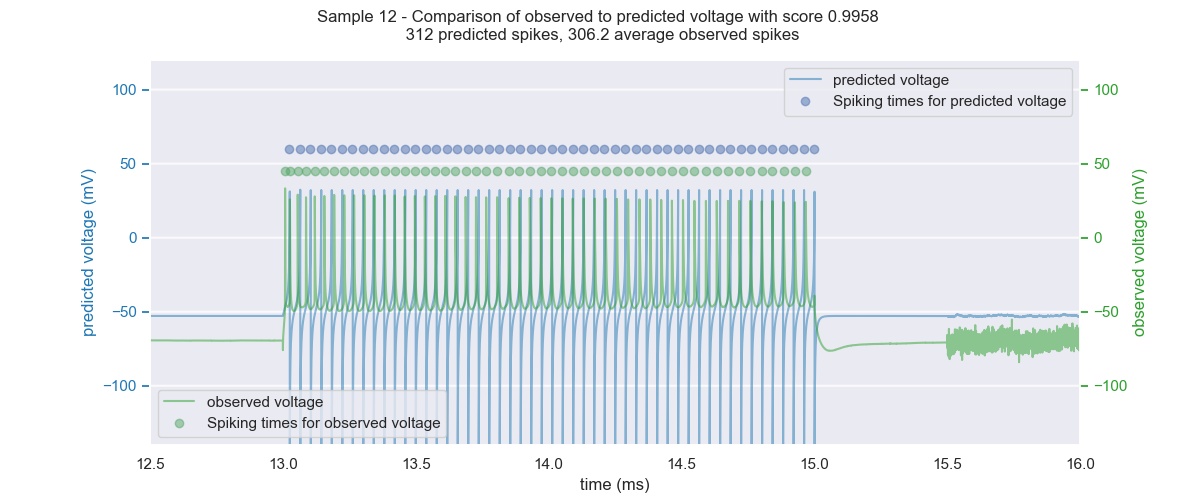 Sample 12 - Comparison of observed to predicted voltage with score 0.9958
312 predicted spikes, 306.2 average observed spikes
predicted voltage
Spiking times for predicted voltage
100
50
0
−50
−100
predicted voltage (mV)
100
50
0
−50
−100
observed voltage (mV)
observed voltage
Spiking times for observed voltage
12.5 13.0 13.5 14.0 14.5 15.0 15.5 16.0
time (ms)